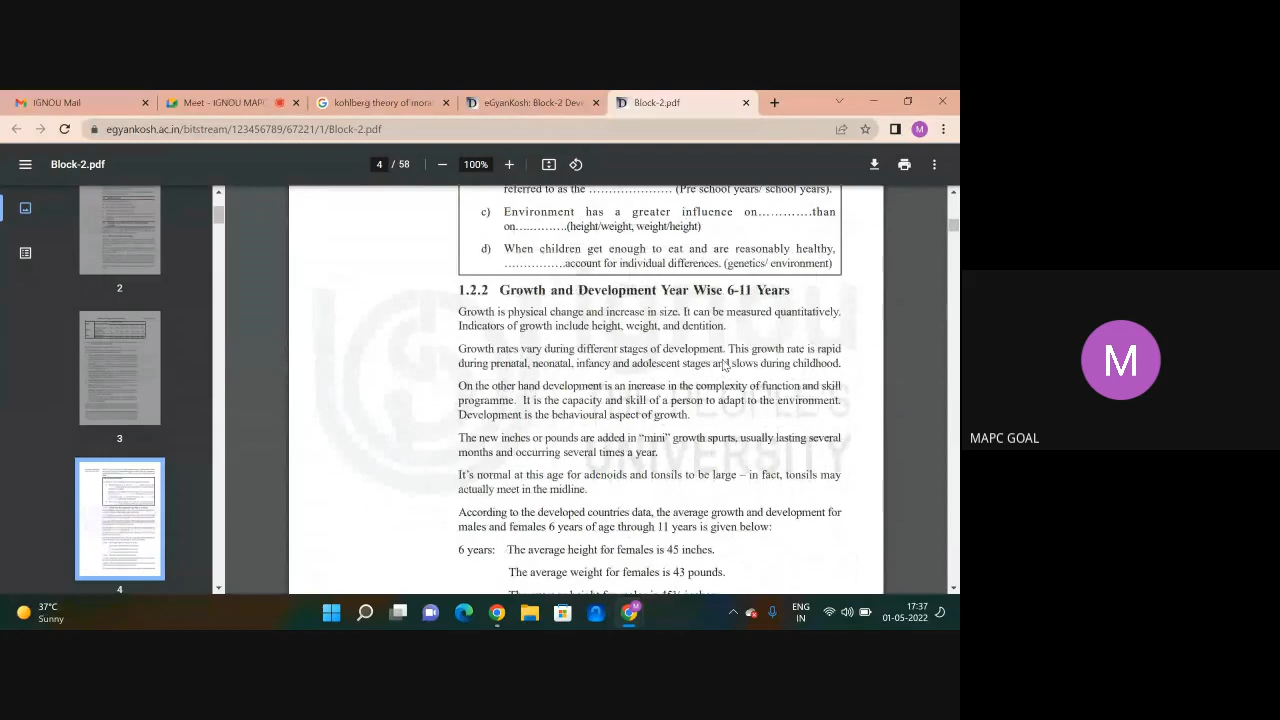 IGNOU Mail
Meet - IGNOU MAPC
kohlberg theory of mora
eGyanKosh: Block-2 Deve
Block-2.pdf
egyankosh.ac.in/bitstream/123456789/67221/1/Block-2.pdf
M
Block-2.pdf
4 / 58
100%
referred to as the ………………… (Pre school years/ school years).
c) Environment has a greater influence on…………than
on…………(height/weight, weight/height)
d) When children get enough to eat and are reasonably healthy,
……………account for individual differences. (genetics/ environment)
1.2.2 Growth and Development Year Wise 6-11 Years
Growth is physical change and increase in size. It can be measured quantitatively.
Indicators of growth include height, weight, and dentition.
Growth rates vary during different stages of development. This growth rate is rapid
during prenatal, neonatal, infancy and adolescent stages and slows during childhood.
On the other hand development is an increase in the complexity of function and skill
programme. It is the capacity and skill of a person to adapt to the environment.
Development is the behavioural aspect of growth.
The new inches or pounds are added in “mini” growth spurts, usually lasting several
months and occurring several times a year.
It’s normal at this age for adenoids and tonsils to be large – in fact, tonsils may
actually meet in the midline.
According to the developed countries data, the average growth and development for
males and females 6 years of age through 11 years is given below:
6 years: The average height for females is 45 inches.
The average weight for females is 43 pounds.
2
3
4
UNIVERSITY
M
MAPC GOAL
37°C
Sunny
ENG
IN
17:37
01-05-2022